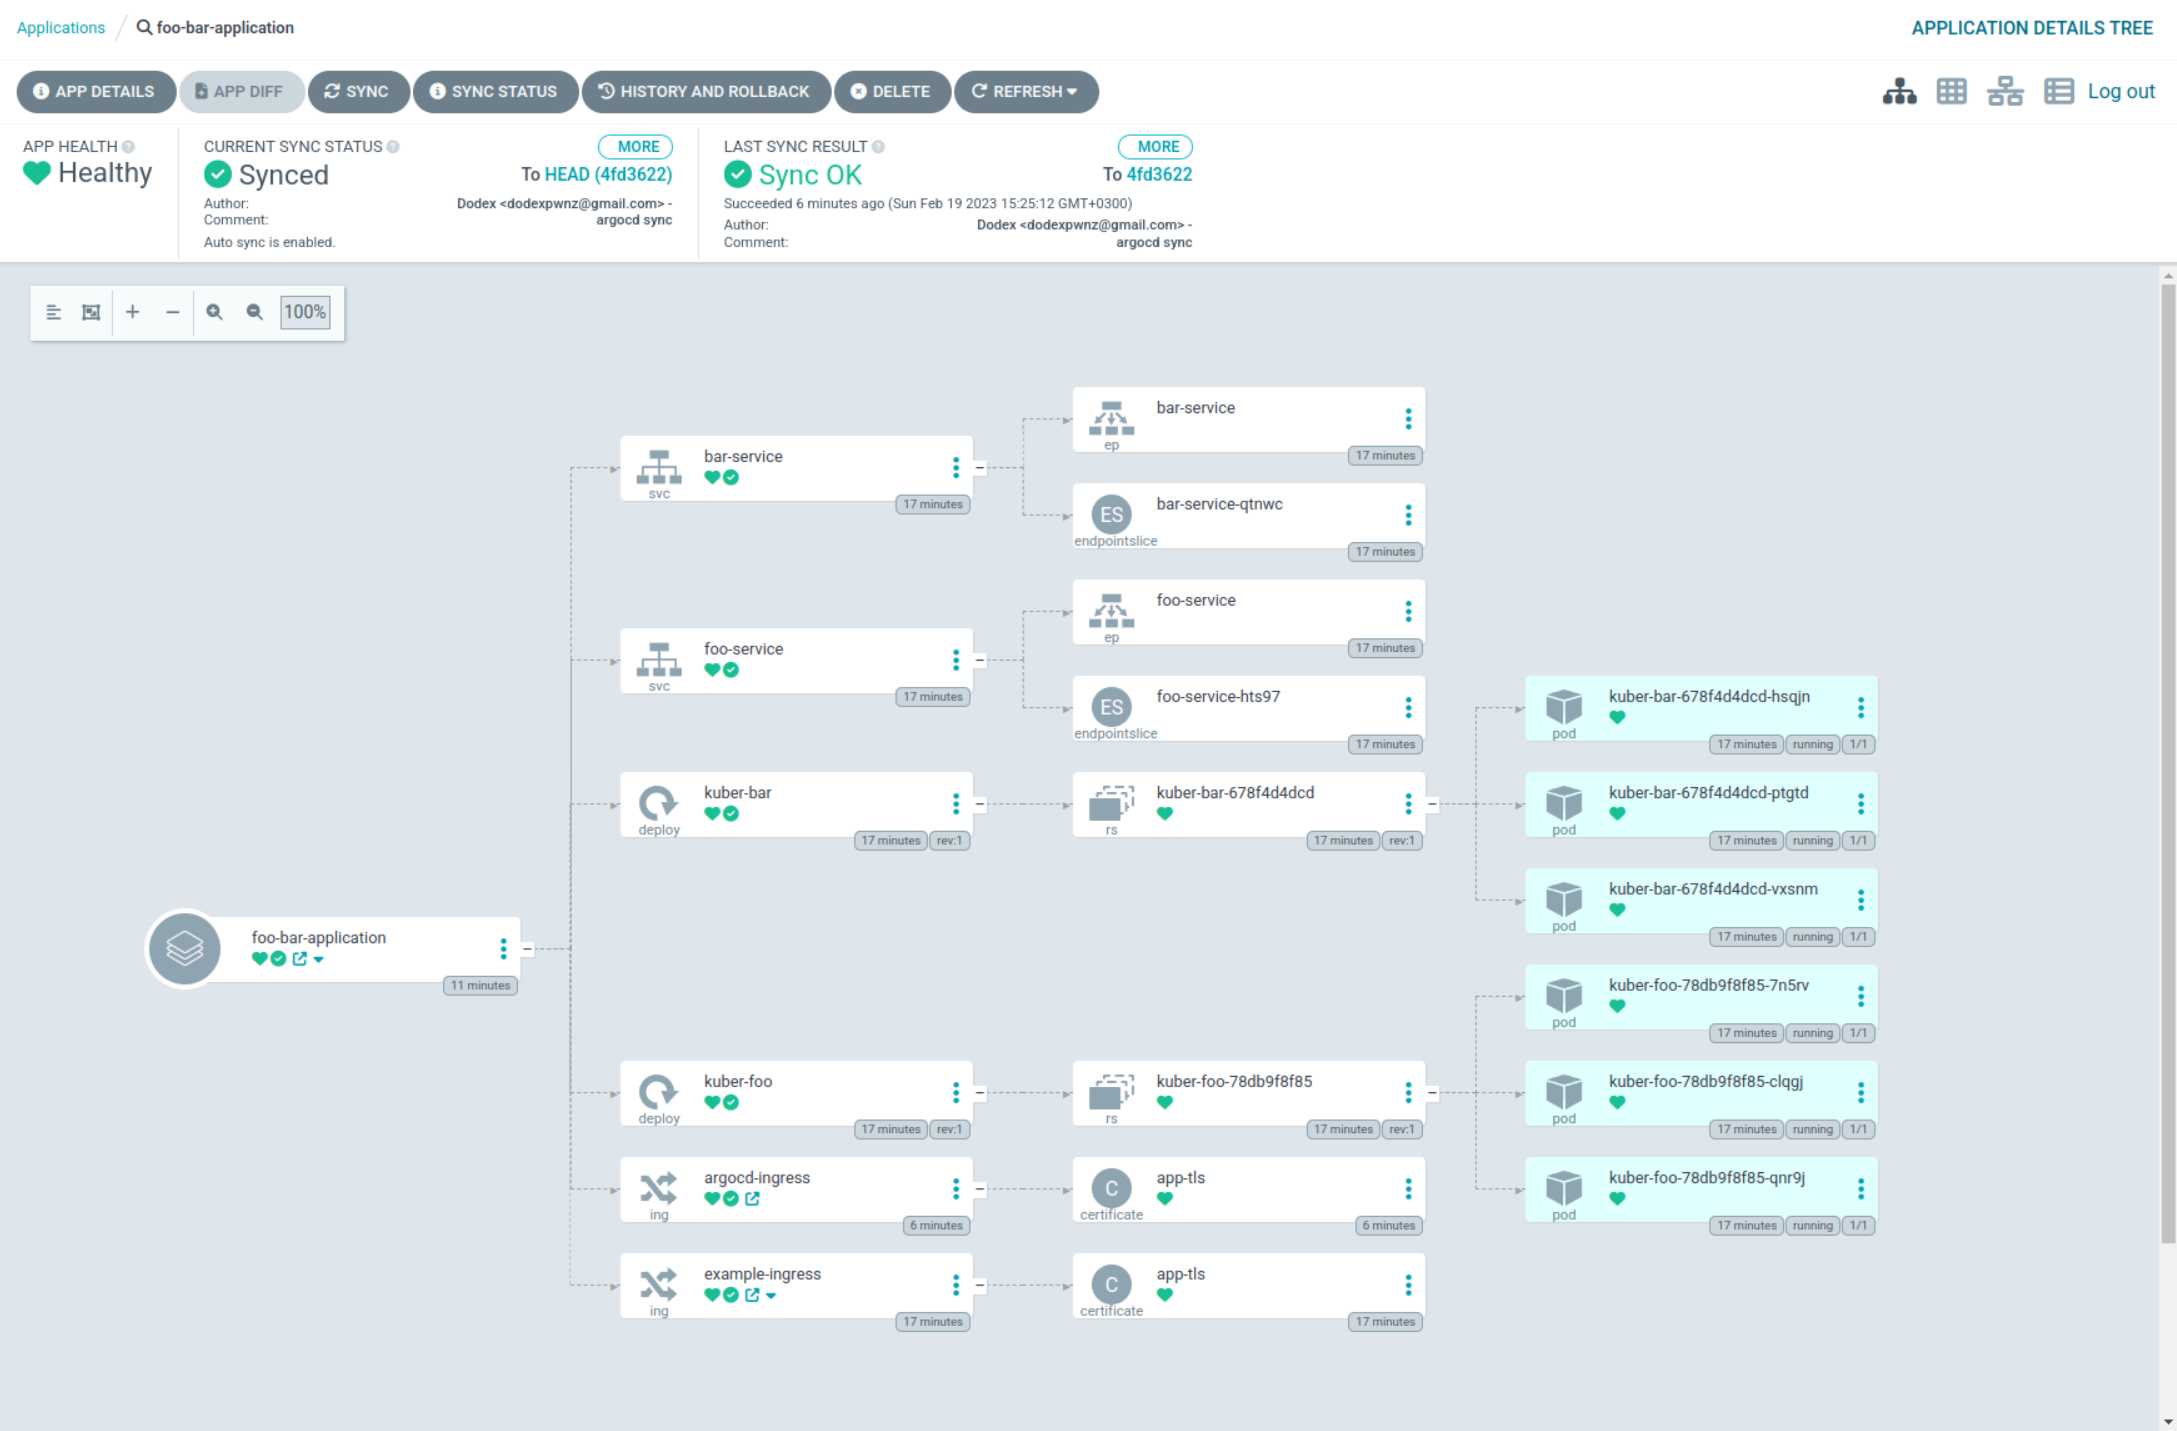 Applications / foo-bar-application APPLICATION DETAILS TREE
APP DETAILS APP DIFF SYNC SYNC STATUS HISTORY AND ROLLBACK DELETE REFRESH Log out
APP HEALTH
Healthy
CURRENT SYNC STATUS MORE
Synced To HEAD (4fd3622)
Author: Dodex <dodexpwnz@gmail.com> -
Comment: argocd sync
Auto sync is enabled.
LAST SYNC RESULT MORE
Sync OK To 4fd3622
Succeeded 6 minutes ago (Sun Feb 19 2023 15:25:12 GMT+0300)
Author: Dodex <dodexpwnz@gmail.com> -
Comment: argocd sync
100%
foo-bar-application
11 minutes
bar-service
svc
17 minutes
foo-service
svc
17 minutes
kuber-bar
deploy
17 minutes rev:1
kuber-foo
deploy
17 minutes rev:1
argocd-ingress
ing
6 minutes
example-ingress
ing
17 minutes
bar-service
ep
17 minutes
ES
bar-service-qtnwc
endpointslice
17 minutes
foo-service
ep
17 minutes
ES
foo-service-hts97
endpointslice
17 minutes
kuber-bar-678f4d4dcd
rs
17 minutes rev:1
kuber-foo-78db9f8f85
rs
17 minutes rev:1
C
app-tls
certificate
6 minutes
C
app-tls
certificate
17 minutes
kuber-bar-678f4d4dcd-hsqjn
pod
17 minutes running 1/1
kuber-bar-678f4d4dcd-ptgtd
pod
17 minutes running 1/1
kuber-bar-678f4d4dcd-vxsnm
pod
17 minutes running 1/1
kuber-foo-78db9f8f85-7n5rv
pod
17 minutes running 1/1
kuber-foo-78db9f8f85-clqgj
pod
17 minutes running 1/1
kuber-foo-78db9f8f85-qnr9j
pod
17 minutes running 1/1